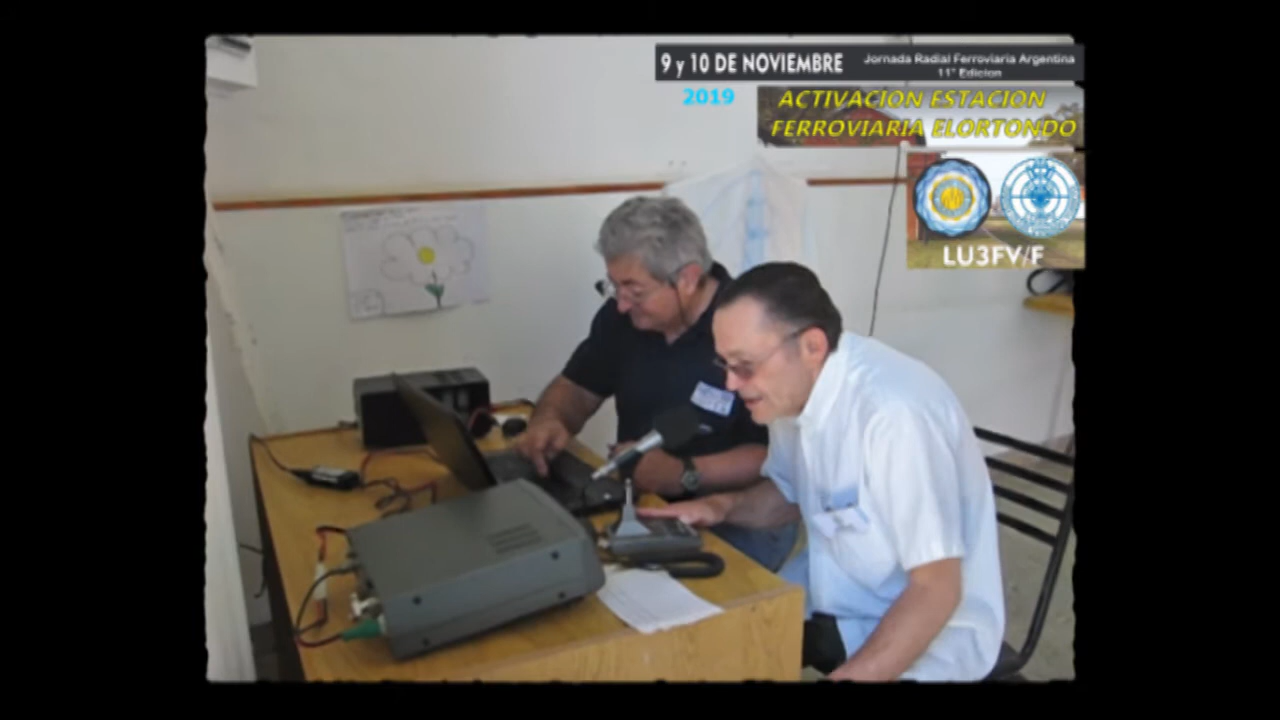 9 y 10 DE NOVIEMBRE
Jornada Radial Ferroviaria Argentina
11° Edicion
2019
ACTIVACION ESTACION
FERROVIARIA ELORTONDO
LU3FV/F